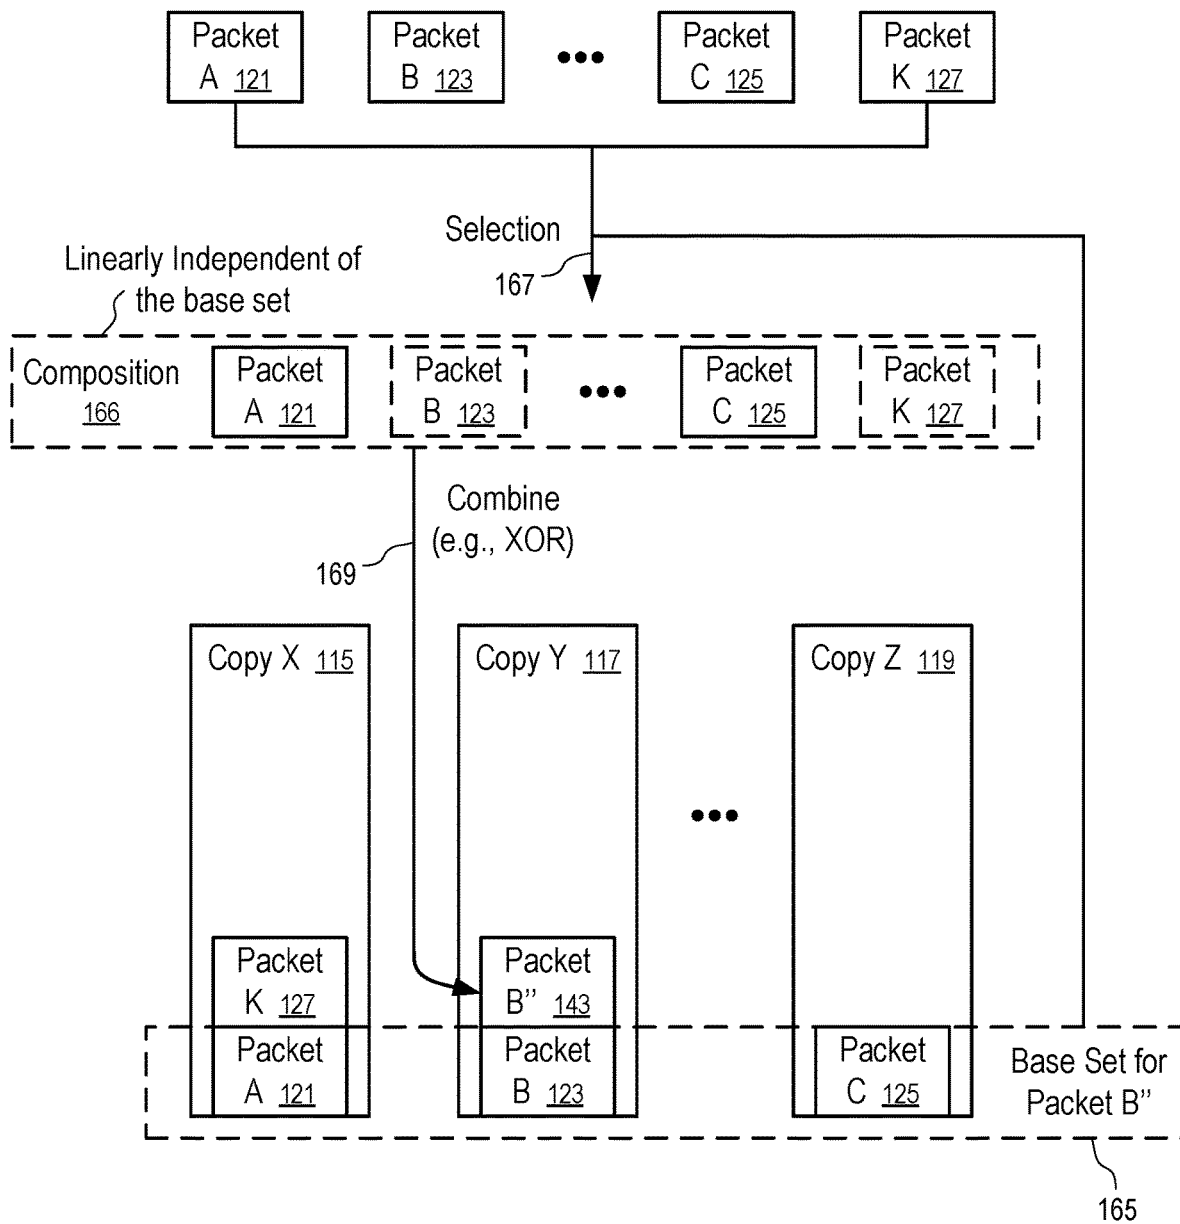 Packet
A 121
Packet
B 123
Packet
C 125
Packet
K 127
Selection
167
Linearly Independent of
the base set
Composition
166
Packet
A 121
Packet
B 123
Packet
C 125
Packet
K 127
Combine
(e.g., XOR)
169
Copy X 115
Copy Y 117
Copy Z 119
Packet
K 127
Packet
B” 143
Packet
A 121
Packet
B 123
Packet
C 125
Base Set for
Packet B”
165